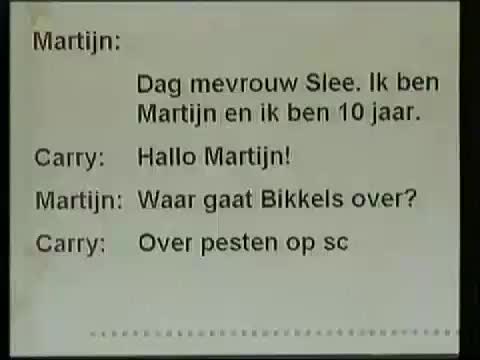 Martijn:
Dag mevrouw Slee. Ik ben
Martijn en ik ben 10 jaar.
Carry: Hallo Martijn!
Martijn: Waar gaat Bikkels over?
Carry: Over pesten op sc